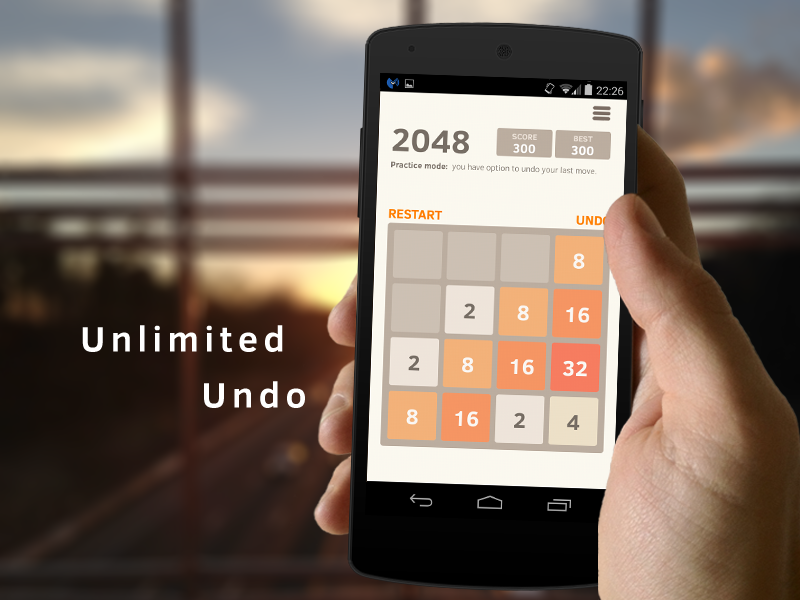 22:26
2048
SCORE
300
BEST
300
Practice mode: you have option to undo your last move.
RESTART
UNDO
8
2 8 16
2 8 16 32
8 16 2 4
Unlimited
Undo